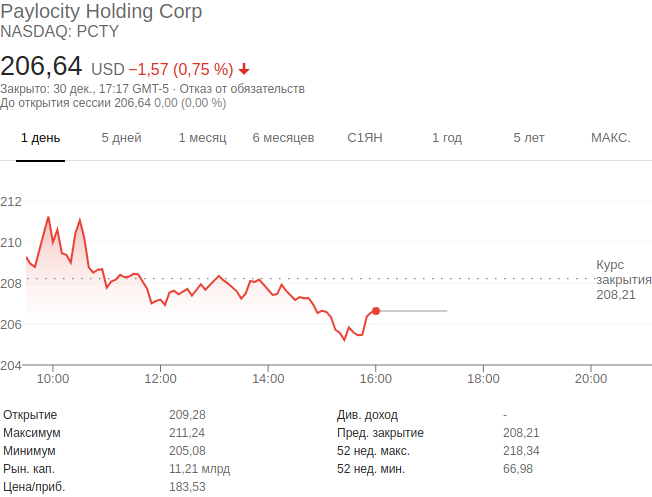 Paylocity Holding Corp
NASDAQ: PCTY
206,64 USD −1,57 (0,75 %)
Закрыто: 30 дек., 17:17 GMT-5 · Отказ от обязательств
До открытия сессии 206,64 0,00 (0,00 %)
1 день 5 дней 1 месяц 6 месяцев С1ЯН 1 год 5 лет МАКС.
212
210
208
206
204
Курс
закрытия
208,21
10:00 12:00 14:00 16:00 18:00 20:00
Открытие 209,28 Див. доход -
Максимум 211,24 Пред. закрытие 208,21
Минимум 205,08 52 нед. макс. 218,34
Рын. кап. 11,21 млрд 52 нед. мин. 66,98
Цена/приб. 183,53